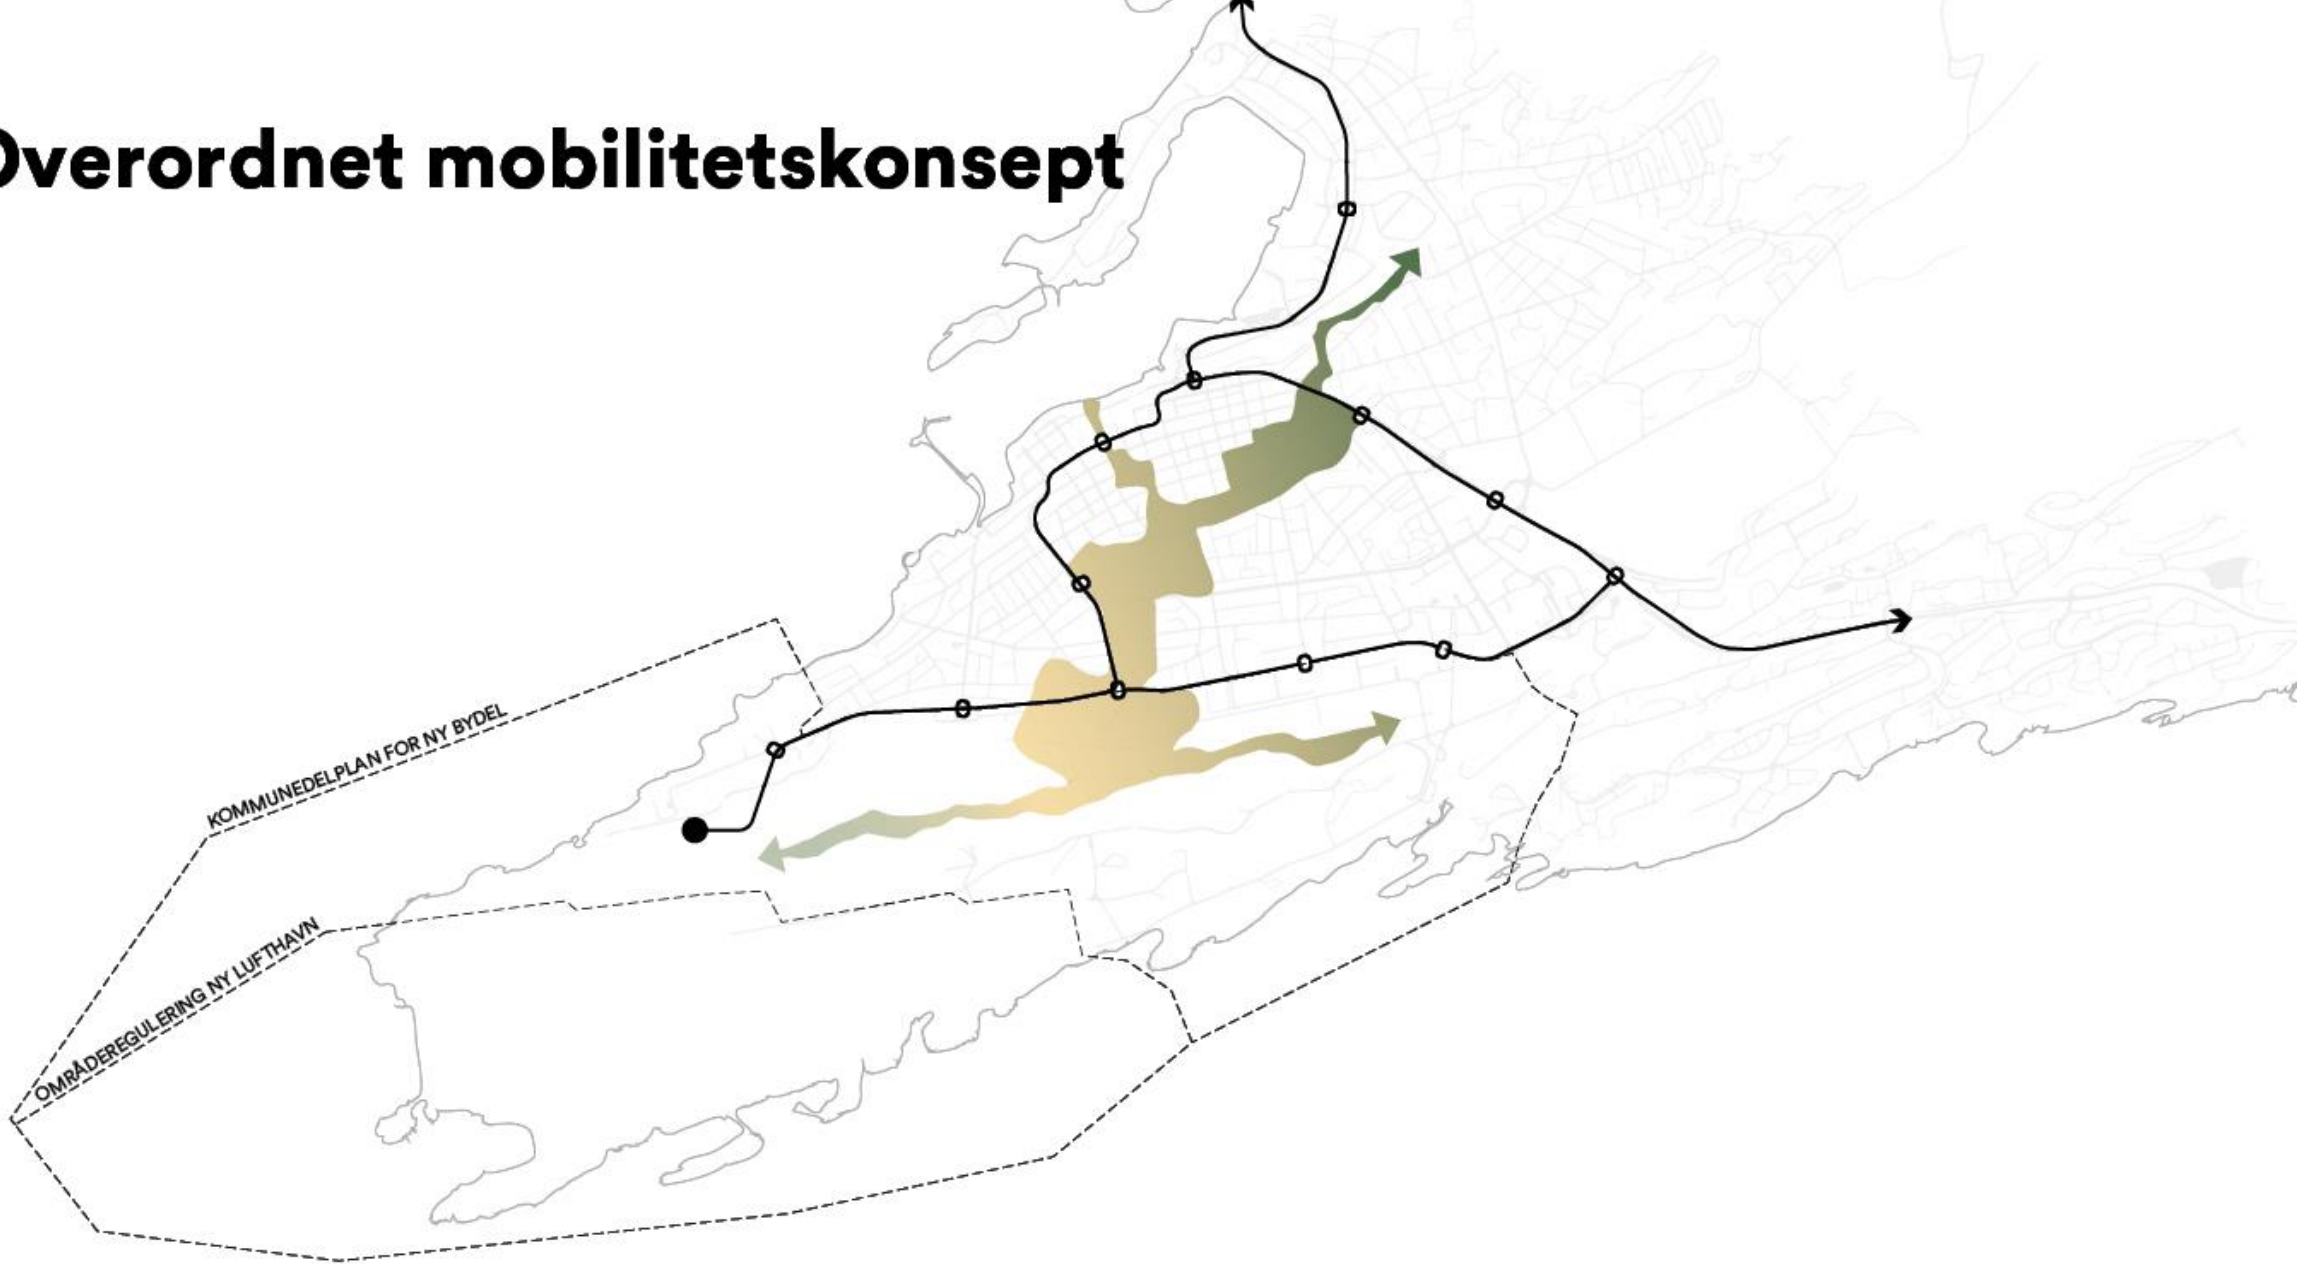 Overordnet mobilitetskonsept
KOMMUNEDELPLAN FOR NY BYDEL
OMRÅDEREGULERING NY LUFTHAVN